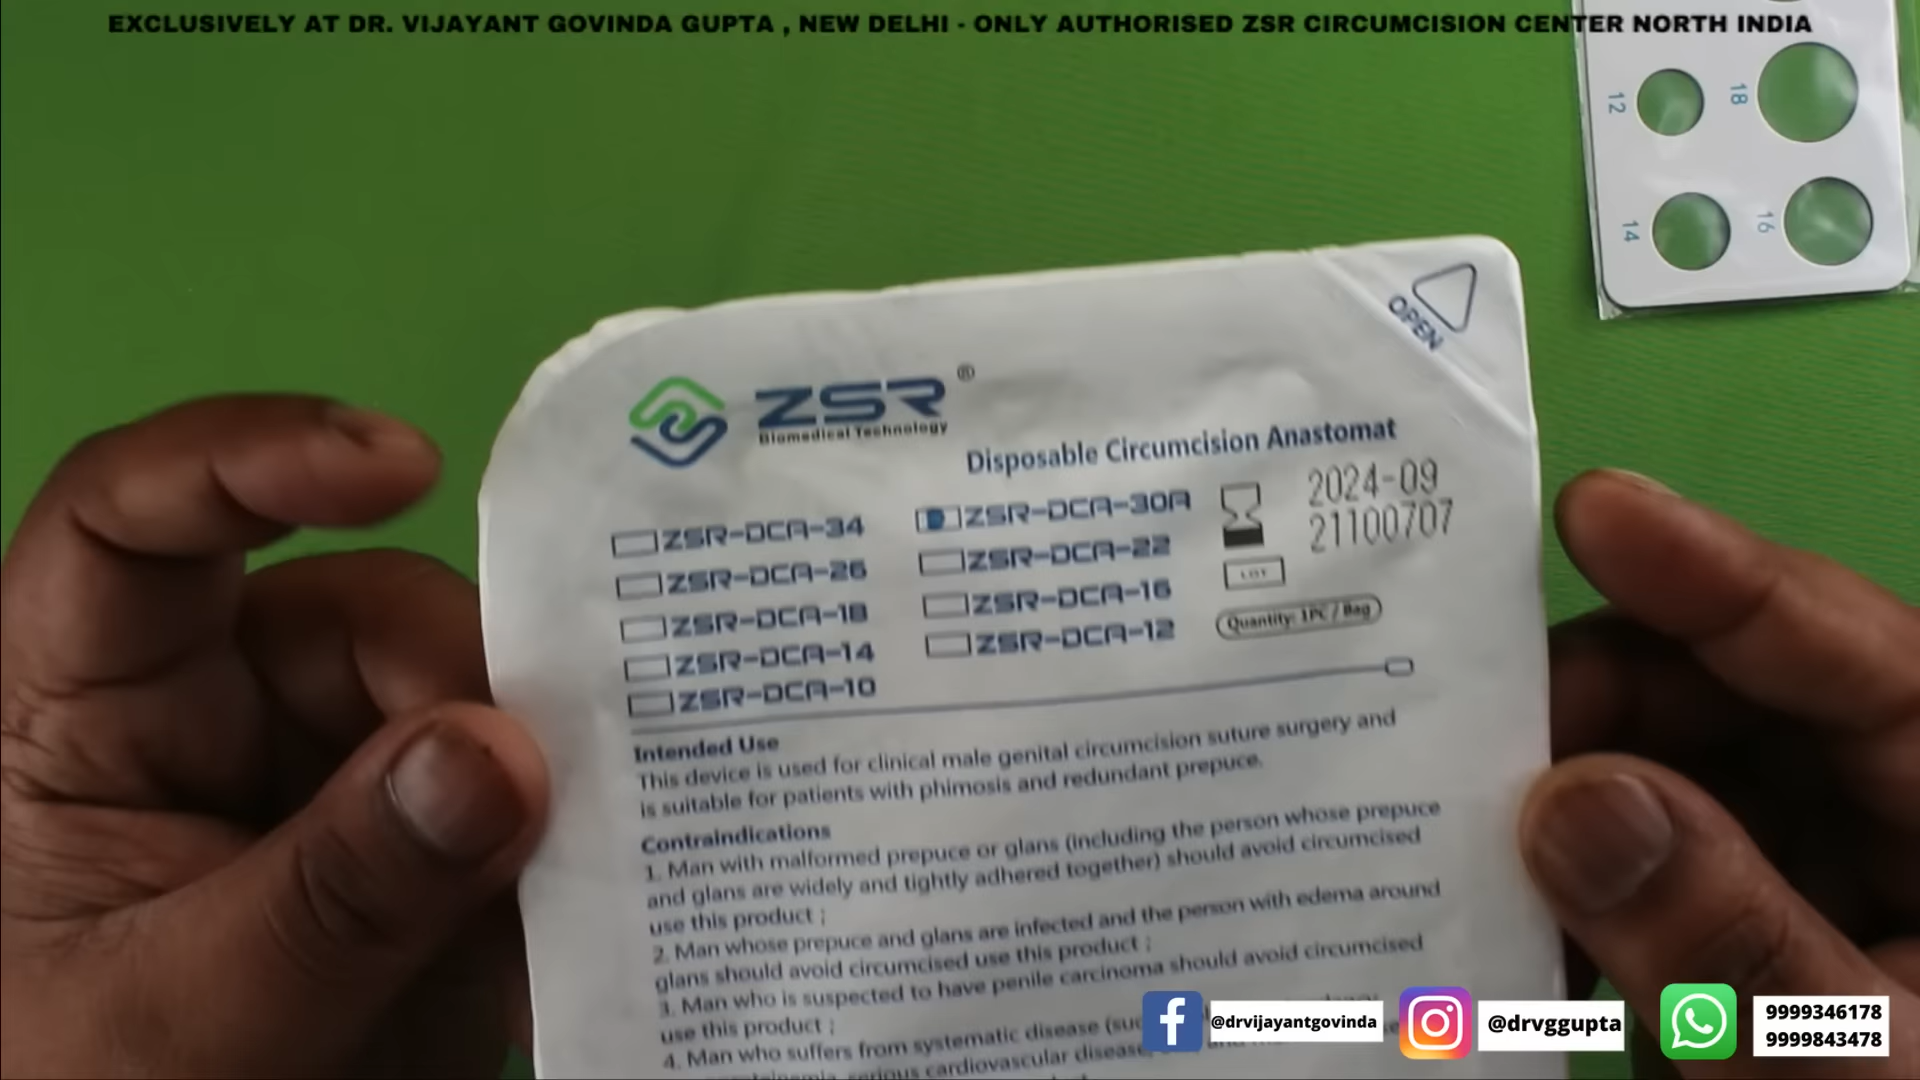 EXCLUSIVELY AT DR. VIJAYANT GOVINDA GUPTA , NEW DELHI - ONLY AUTHORISED ZSR CIRCUMCISION CENTER NORTH INDIA
12
18
14
16
OPEN
ZSR ®
Biomedical Technology
Disposable Circumcision Anastomat
ZSR-DCA-34
ZSR-DCA-30A
2024-09
ZSR-DCA-26
ZSR-DCA-22
21100707
ZSR-DCA-18
ZSR-DCA-16
LOT
ZSR-DCA-14
ZSR-DCA-12
Quantity: 1PC / Bag
ZSR-DCA-10
Intended Use
This device is used for clinical male genital circumcision suture surgery and
is suitable for patients with phimosis and redundant prepuce.
Contraindications
1. Man with malformed prepuce or glans (including the person whose prepuce
and glans are widely and tightly adhered together) should avoid circumcised
use this product ;
2. Man whose prepuce and glans are infected and the person with edema around
glans should avoid circumcised use this product ;
3. Man who is suspected to have penile carcinoma should avoid circumcised
use this product ;
4. Man who suffers from systematic disease
serious cardiovascular disease
@drvijayantgovinda
@drvggupta
9999346178
9999843478